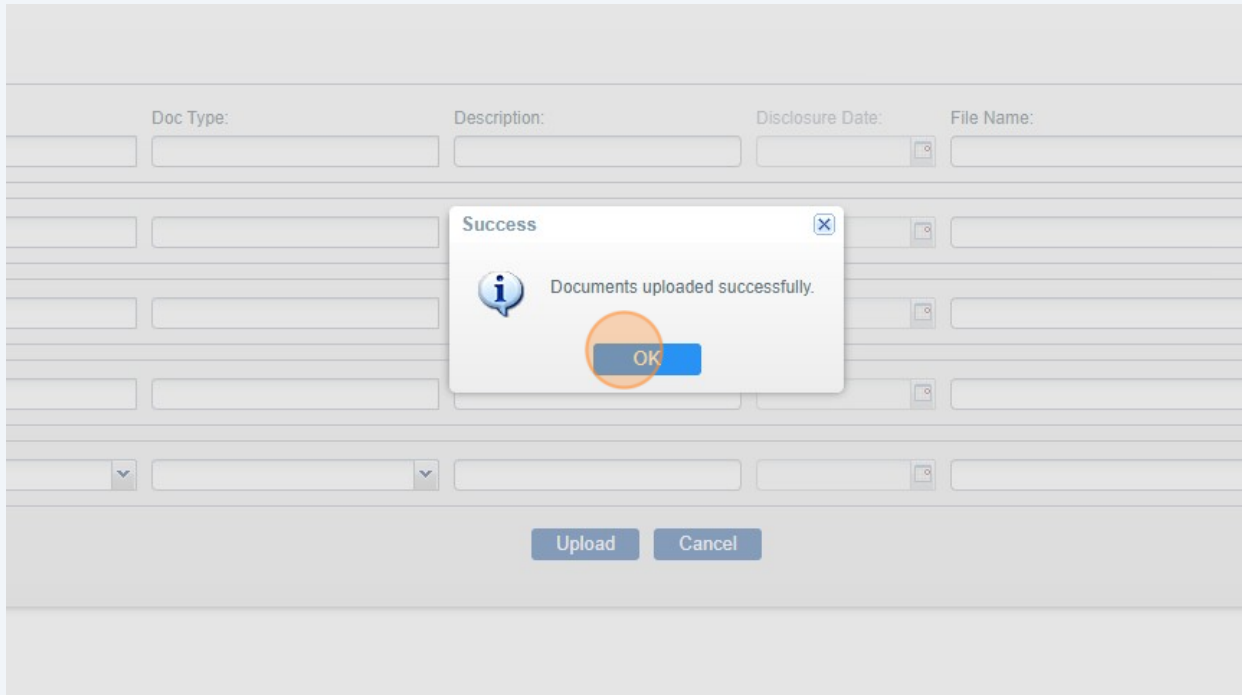 Doc Type: Description: Disclosure Date: File Name:
Success
Documents uploaded successfully.
OK
Upload Cancel